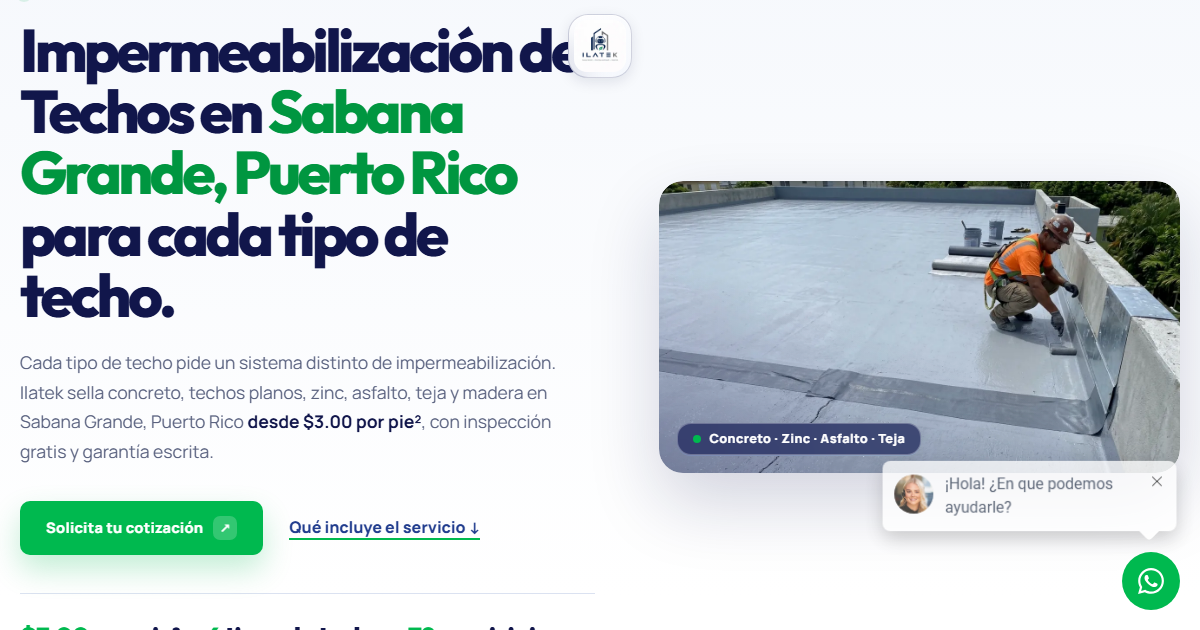 Impermeabilización de
Techos en Sabana
Grande, Puerto Rico
para cada tipo de
techo.
ILATEK
Cada tipo de techo pide un sistema distinto de impermeabilización.
Ilatek sella concreto, techos planos, zinc, asfalto, teja y madera en
Sabana Grande, Puerto Rico desde $3.00 por pie², con inspección
gratis y garantía escrita.
Solicita tu cotización ↗
Qué incluye el servicio ↓
Concreto · Zinc · Asfalto · Teja
¡Hola! ¿En que podemos
ayudarle?